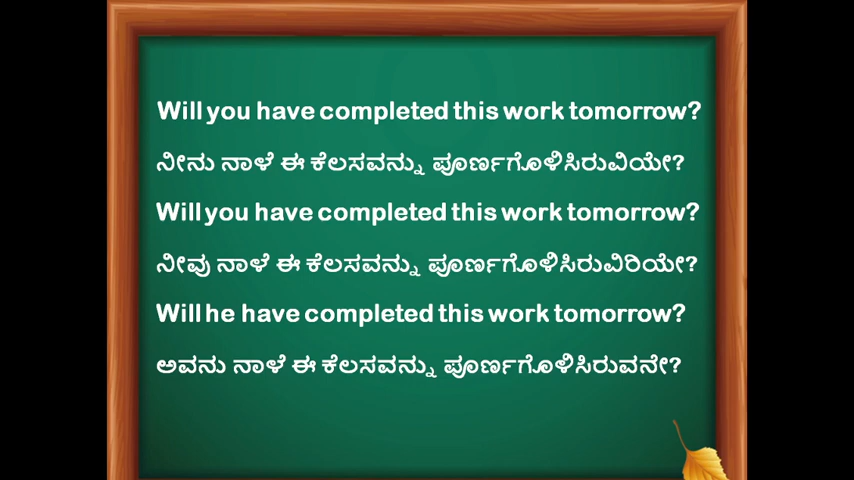 Will you have completed this work tomorrow?
ನೀನು ನಾಳೆ ಈ ಕೆಲಸವನ್ನು ಪೂರ್ಣಗೊಳಿಸಿರುವಿಯೇ?
Will you have completed this work tomorrow?
ನೀವು ನಾಳೆ ಈ ಕೆಲಸವನ್ನು ಪೂರ್ಣಗೊಳಿಸಿರುವಿರಿಯೇ?
Will he have completed this work tomorrow?
ಅವನು ನಾಳೆ ಈ ಕೆಲಸವನ್ನು ಪೂರ್ಣಗೊಳಿಸಿರುವನೇ?